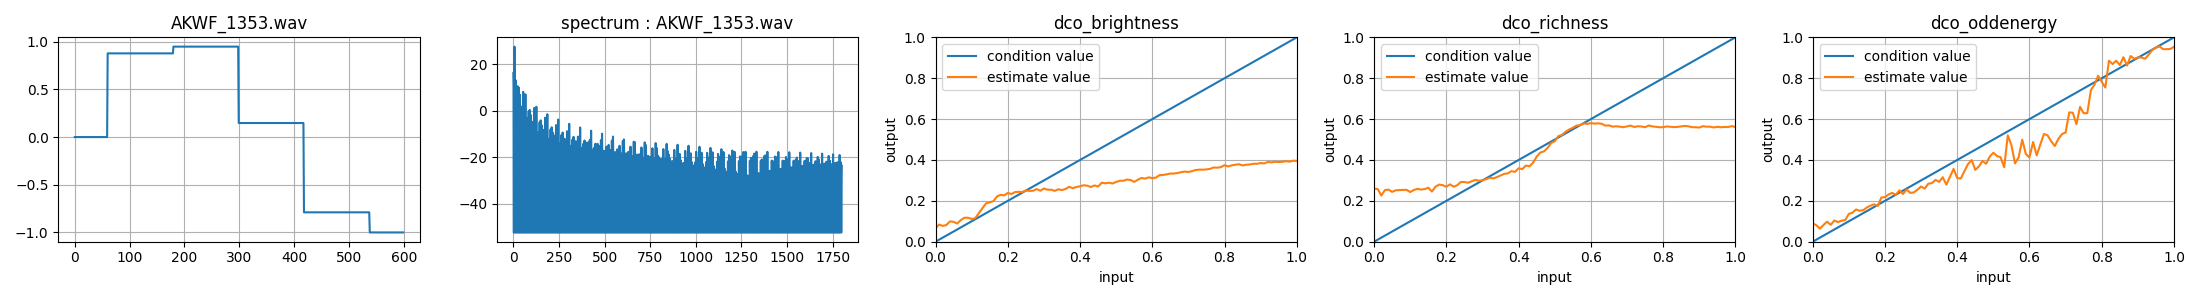 AKWF_1353.wav
1.0
0.5
0.0
−0.5
−1.0
0 100 200 300 400 500 600
spectrum : AKWF_1353.wav
20
0
−20
−40
0 250 500 750 1000 1250 1500 1750
dco_brightness
condition value
estimate value
output
1.0
0.8
0.6
0.4
0.2
0.0
0.0 0.2 0.4 0.6 0.8 1.0
input
dco_richness
condition value
estimate value
output
1.0
0.8
0.6
0.4
0.2
0.0
0.0 0.2 0.4 0.6 0.8 1.0
input
dco_oddenergy
condition value
estimate value
output
1.0
0.8
0.6
0.4
0.2
0.0
0.0 0.2 0.4 0.6 0.8 1.0
input